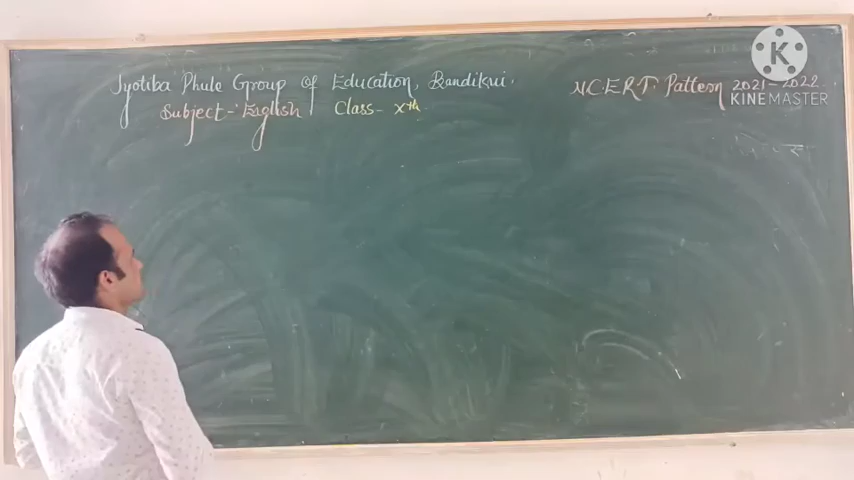 Jyotiba Phule Group of Education, Bandikui.
Subject-English Class- Xth
NCERT Pattern 2021-2022
K
KINEMASTER